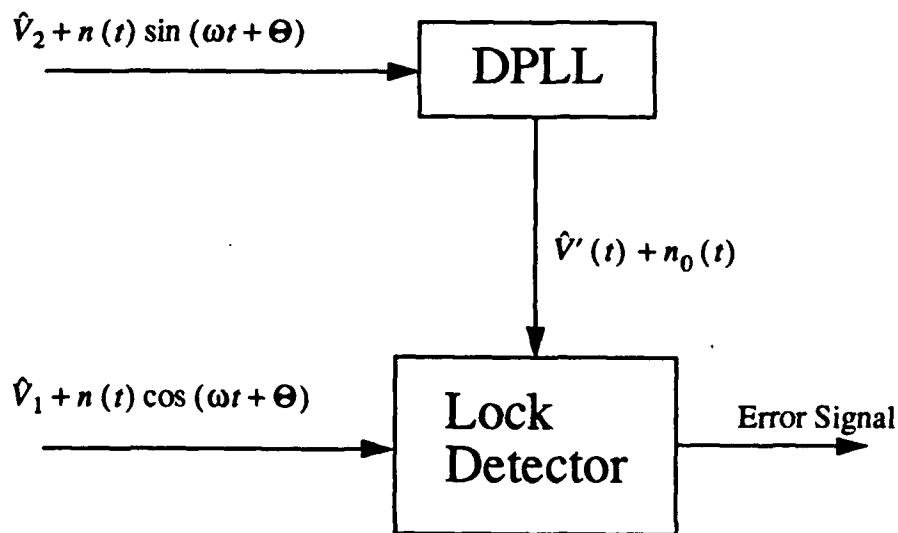 V̂₂ + n (t) sin (ωt + Θ)
DPLL
V̂′ (t) + n₀ (t)
V̂₁ + n (t) cos (ωt + Θ)
Lock
Detector
Error Signal